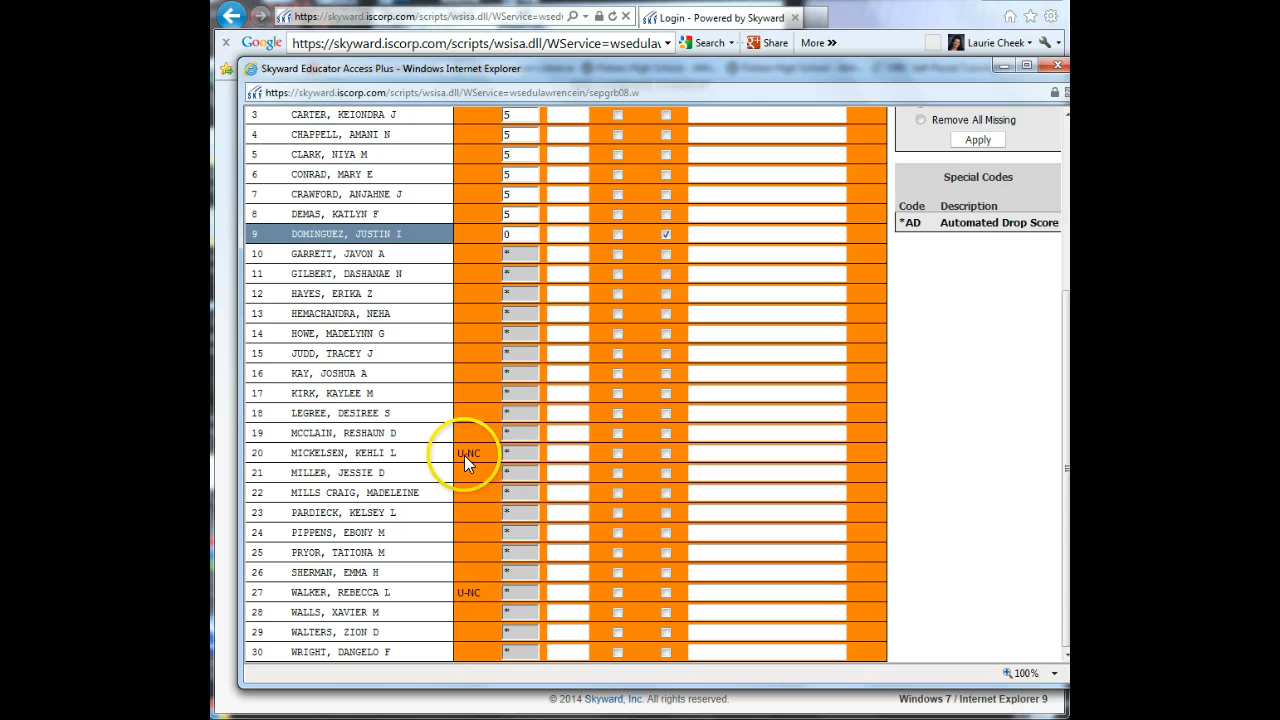 https://skyward.iscorp.com/scripts/wsisa.dll/WService=wsedu
Login - Powered by Skyward
Google
https://skyward.iscorp.com/scripts/wsisa.dll/WService=wsedulav
Search
Share
More »
Laurie Cheek
Skyward Educator Access Plus - Windows Internet Explorer
https://skyward.iscorp.com/scripts/wsisa.dll/WService=wsedulawrencein/sepgrb08.w
3 CARTER, KEIONDRA J 5
4 CHAPPELL, AMANI N 5
5 CLARK, NIYA M 5
6 CONRAD, MARY E 5
7 CRAWFORD, ANJAHNE J 5
8 DEMAS, KATLYN F 5
9 DOMINGUEZ, JUSTIN I 0
10 GARRETT, JAVON A *
11 GILBERT, DASHANAE N *
12 HAYES, ERIKA Z *
13 HEMACHANDRA, NEHA *
14 HOWE, MADELYNN G *
15 JUDD, TRACEY J *
16 KAY, JOSHUA A *
17 KIRK, KAYLEE M *
18 LEGREE, DESIREE S *
19 MCCLAIN, RESHAUN D *
20 MICKELSEN, KEHLI L U-NC *
21 MILLER, JESSIE D *
22 MILLS CRAIG, MADELEINE *
23 PARDIECK, KELSEY L *
24 PIPPENS, EBONY M *
25 PRYOR, TATIONA M *
26 SHERMAN, EMMA H *
27 WALKER, REBECCA L U-NC *
28 WALLS, XAVIER M *
29 WALTERS, ZION D *
30 WRIGHT, DANGELO F *
Remove All Missing
Apply
Special Codes
Code Description
*AD Automated Drop Score
100%
© 2014 Skyward, Inc. All rights reserved.
Windows 7 / Internet Explorer 9